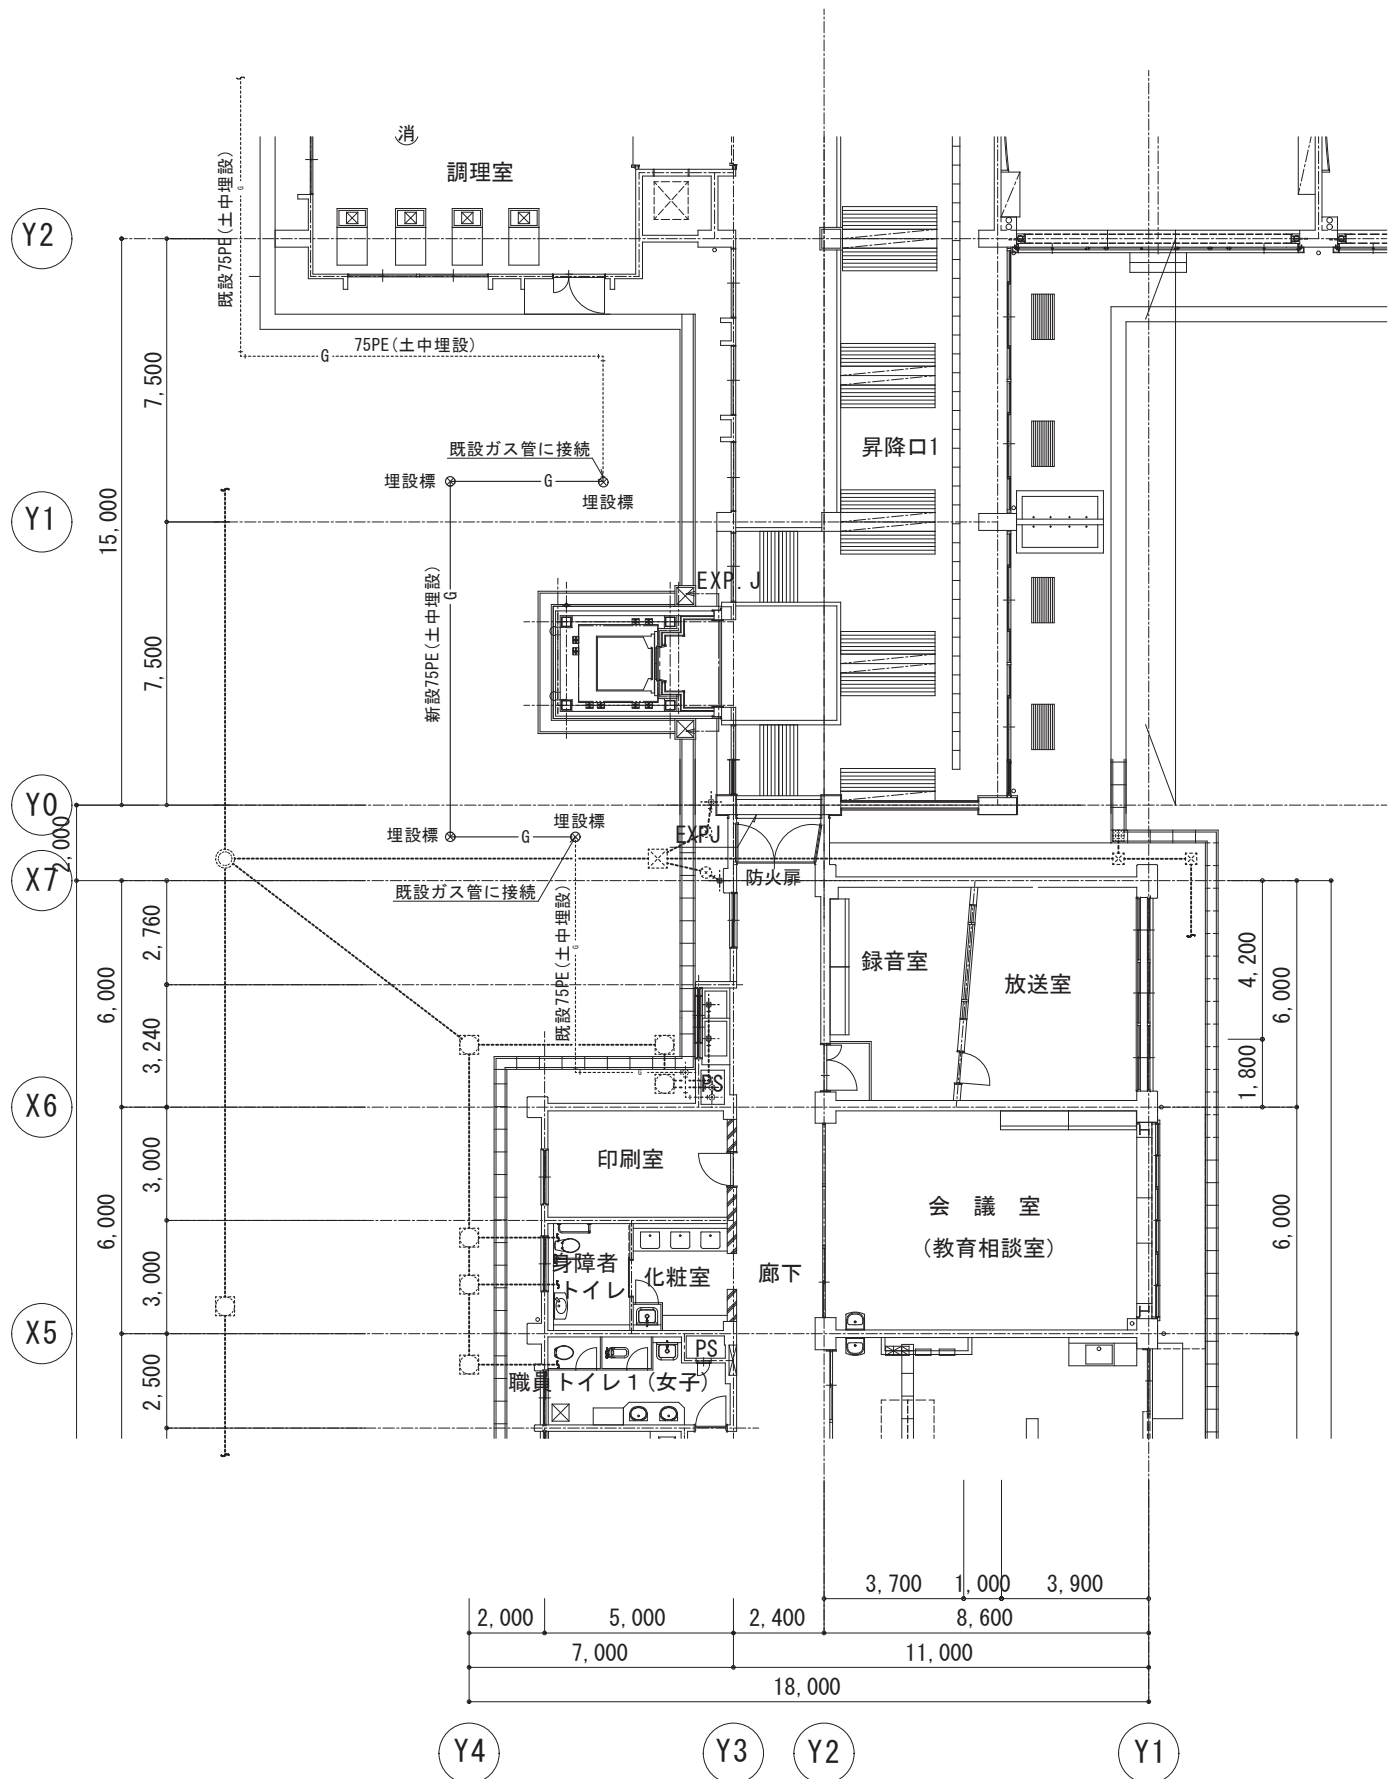 消
調理室
既設75PE(土中埋設)
G
Y2
75PE(土中埋設)
G
7,500
既設ガス管に接続
昇降口1
埋設標
G
埋設標
15,000
Y1
EXP. J
新設75PE(土中埋設)
G
7,500
Y0
2,000
埋設標
G
埋設標
EXPJ
X7
既設ガス管に接続
防火扉
2,760
既設75PE(土中埋設)
G
録音室
放送室
4,200
6,000
6,000
3,240
1,800
PS
X6
印刷室
3,000
会 議 室
(教育相談室)
6,000
6,000
身障者
トイレ
化粧室
廊下
3,000
X5
PS
職員トイレ1(女子)
2,500
3,700
1,000
3,900
2,000
5,000
2,400
8,600
7,000
11,000
18,000
Y4
Y3
Y2
Y1